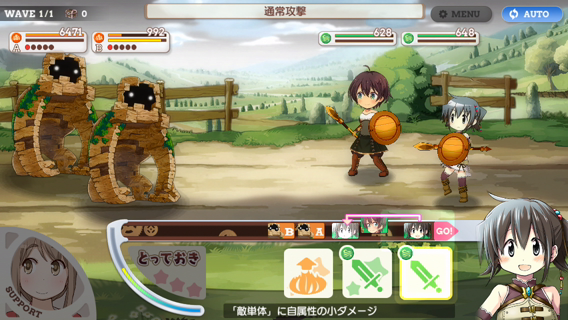 WAVE 1/1 0
通常攻撃
MENU
AUTO
6471
992
628
648
A
B
B A GO!
とっておき
SUPPORT
「敵単体」に自属性の小ダメージ